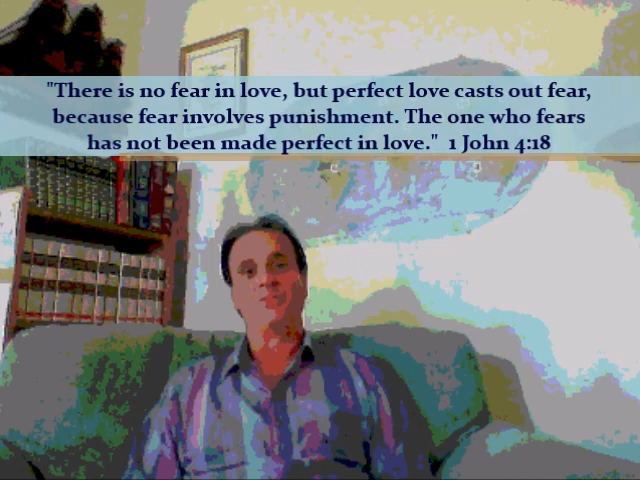 "There is no fear in love, but perfect love casts out fear,
because fear involves punishment. The one who fears
has not been made perfect in love."  1 John 4:18